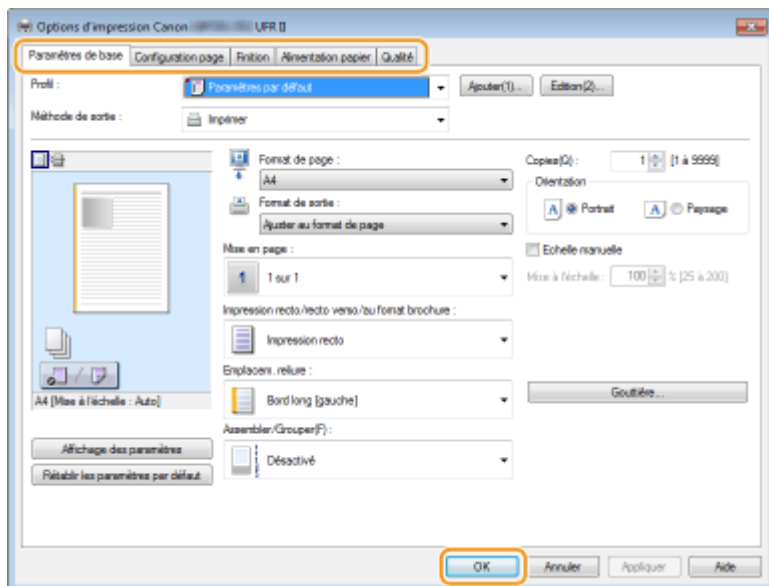 Options d'impression Canon UFR II
Paramètres de base Configuration page Finition Alimentation papier Qualité
Profil : Paramètres par défaut Ajouter(1)... Edition(2)...
Méthode de sortie : Imprimer
Format de page :
A4
Format de sortie :
Ajuster au format de page
Mise en page :
1 sur 1
Impression recto/recto verso/au format brochure :
Impression recto
Emplacem. reliure :
Bord long [gauche]
Assembler/Grouper(F) :
Désactivé
Copies(Q) : 1 [1 à 9999]
Orientation
A Portrait A Paysage
Echelle manuelle
Mise à l'échelle : 100 % [25 à 200]
Gouttière...
A4 [Mise à l'échelle : Auto]
Affichage des paramètres
Rétablir les paramètres par défaut
OK Annuler Appliquer Aide